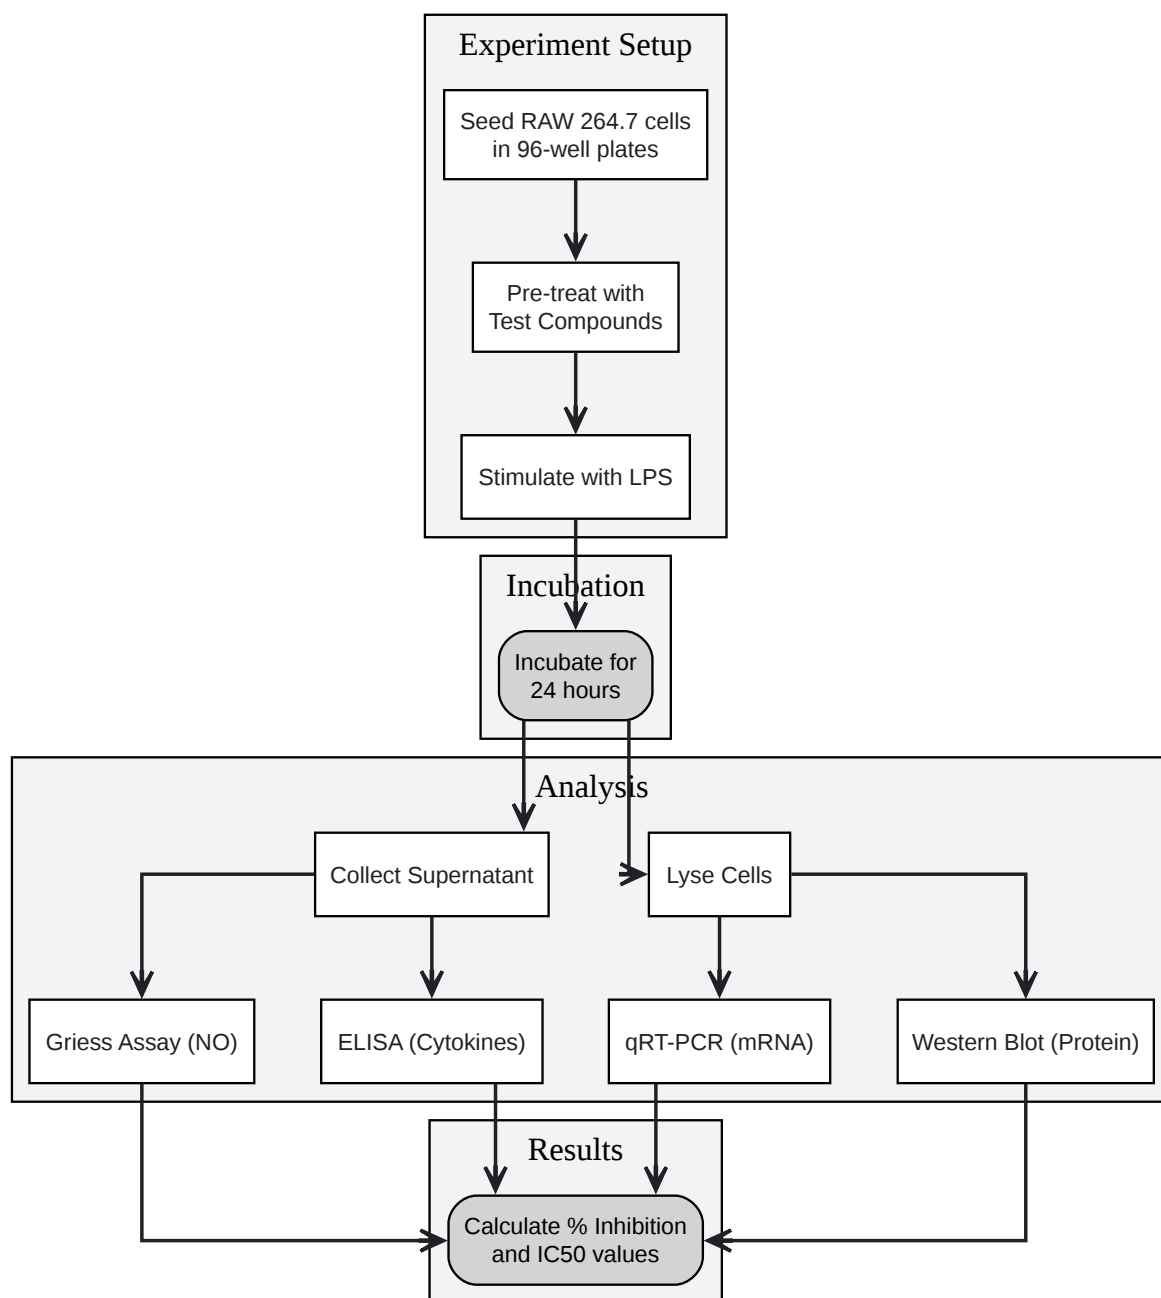 Experiment Setup
Seed RAW 264.7 cells
in 96-well plates
Pre-treat with
Test Compounds
Stimulate with LPS
Incubation
Incubate for
24 hours
Analysis
Collect Supernatant
Lyse Cells
Griess Assay (NO)
ELISA (Cytokines)
qRT-PCR (mRNA)
Western Blot (Protein)
Results
Calculate % Inhibition
and IC50 values